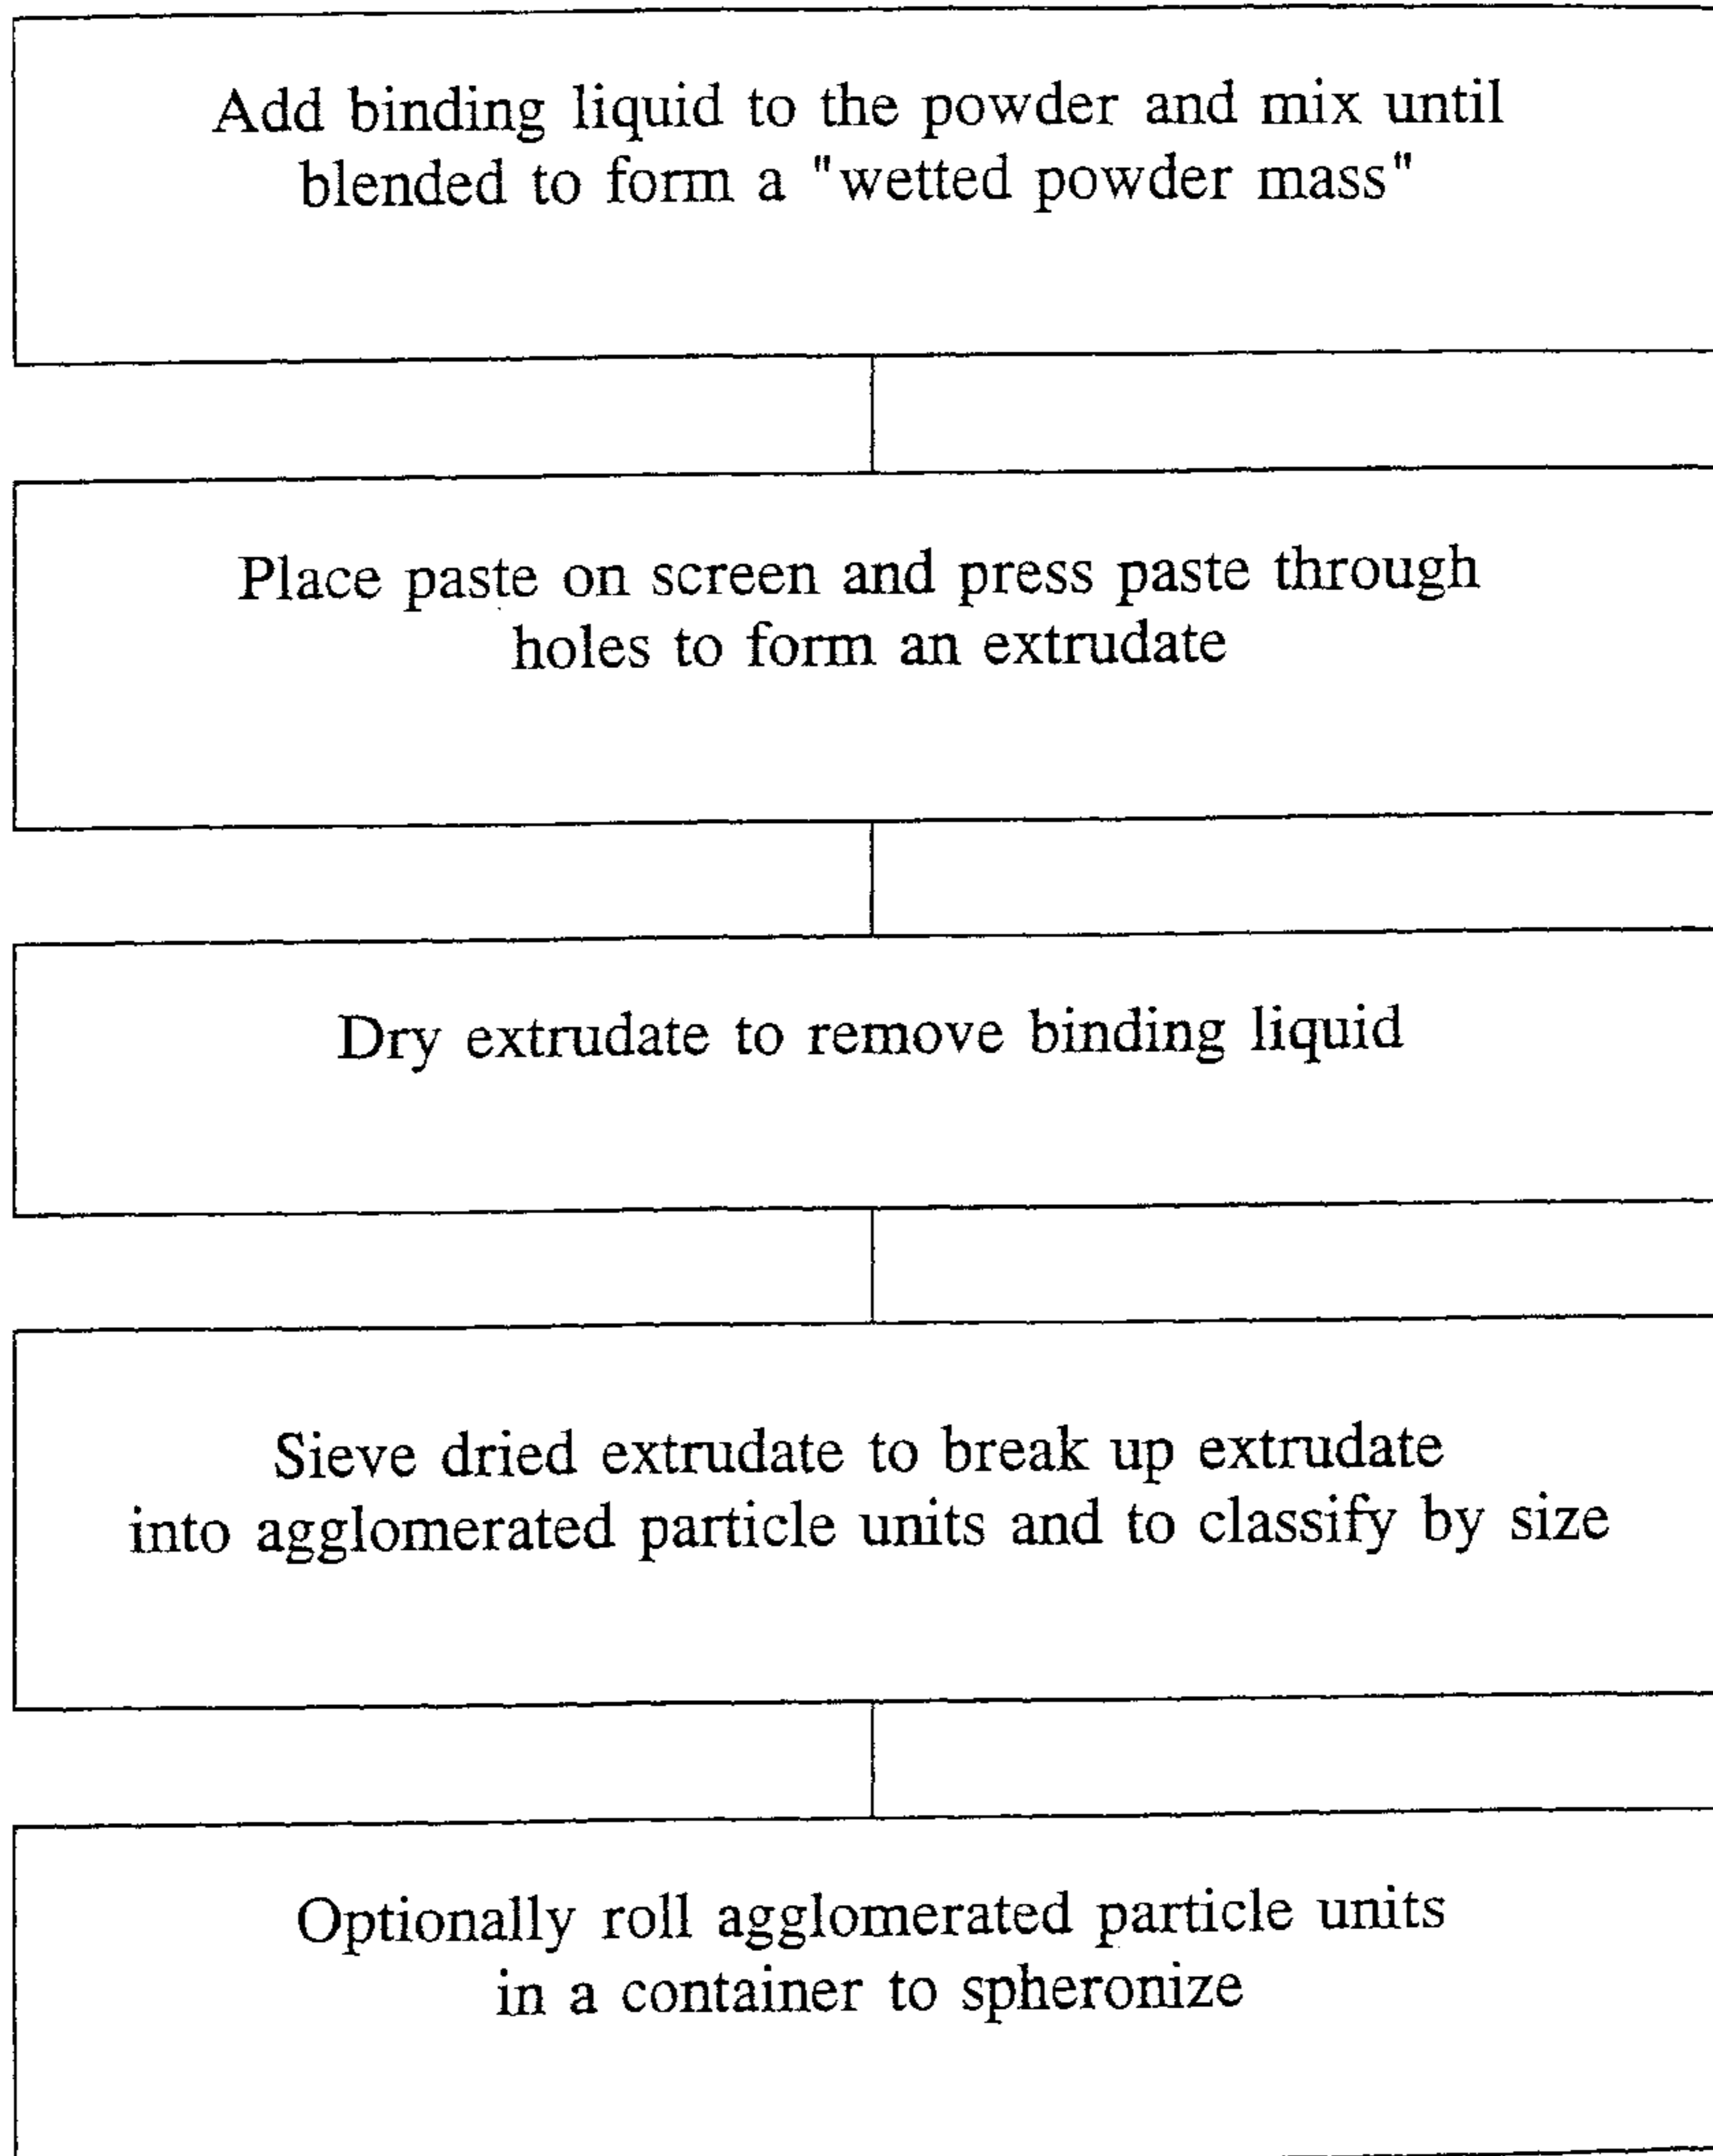 Add binding liquid to the powder and mix until
blended to form a "wetted powder mass"
Place paste on screen and press paste through
holes to form an extrudate
Dry extrudate to remove binding liquid
Sieve dried extrudate to break up extrudate
into agglomerated particle units and to classify by size
Optionally roll agglomerated particle units
in a container to spheronize